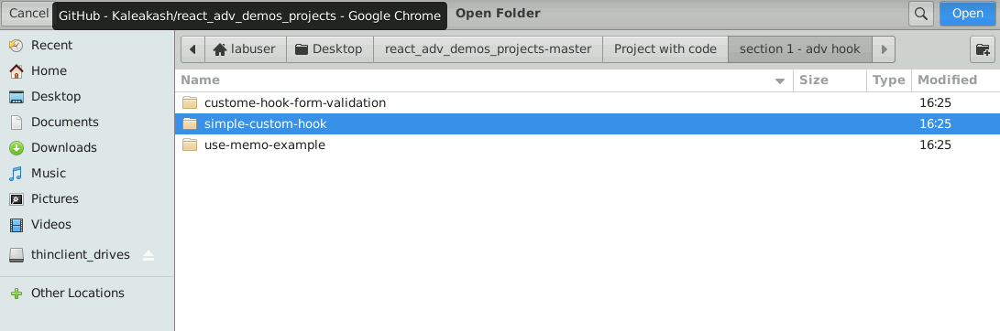 Cancel GitHub - Kaleakash/react_adv_demos_projects - Google Chrome Open Folder Open
Recent
Home
Desktop
Documents
Downloads
Music
Pictures
Videos
thinclient_drives
Other Locations
labuser Desktop react_adv_demos_projects-master Project with code section 1 - adv hook
Name Size Type Modified
custome-hook-form-validation 16:25
simple-custom-hook 16:25
use-memo-example 16:25